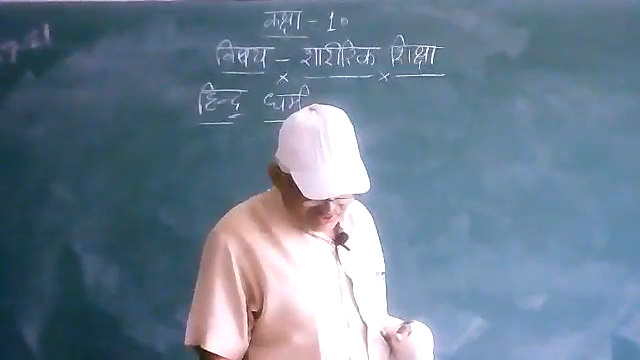 कक्षा - 10
विषय - शारीरिक शिक्षा
हिन्दू धर्म